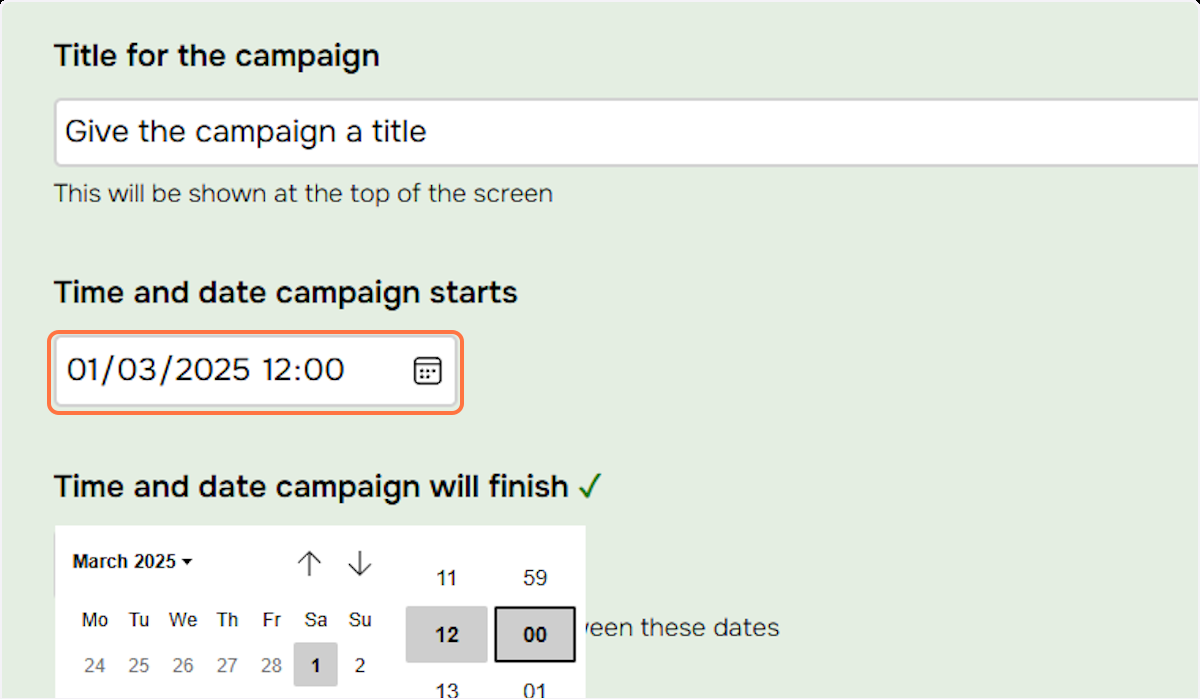 Title for the campaign
Give the campaign a title
This will be shown at the top of the screen
Time and date campaign starts
01/03/2025 12:00
Time and date campaign will finish ✓
March 2025
11 59
Mo Tu We Th Fr Sa Su
12 00
these dates
24 25 26 27 28 1 2
13 01